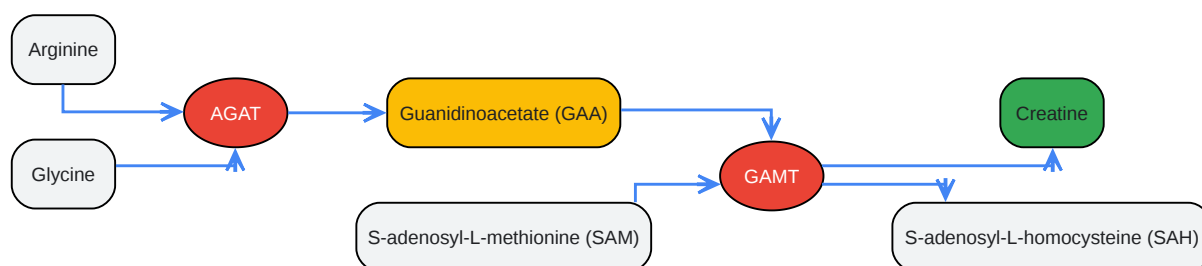 Arginine
AGAT
Guanidinoacetate (GAA)
Creatine
Glycine
GAMT
S-adenosyl-L-methionine (SAM)
S-adenosyl-L-homocysteine (SAH)